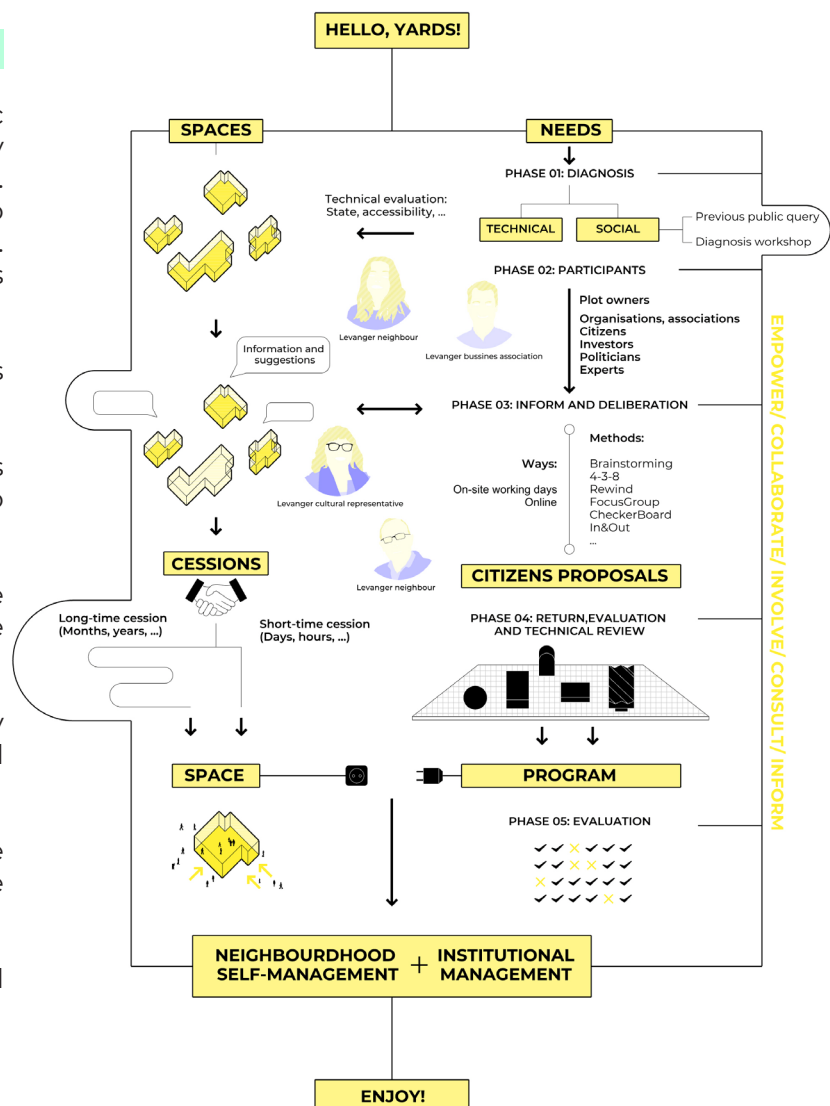 HELLO, YARDS!
SPACES
NEEDS
PHASE 01: DIAGNOSIS
Technical evaluation:
State, accessibility, ...
TECHNICAL
SOCIAL
Previous public query
Diagnosis workshop
PHASE 02: PARTICIPANTS
Levanger neighbour
Levanger bussines association
Plot owners
Organisations, associations
Citizens
Investors
Politicians
Experts
Information and
suggestions
PHASE 03: INFORM AND DELIBERATION
Levanger cultural representative
Ways:
On-site working days
Online
Methods:
Brainstorming
4-3-8
Rewind
FocusGroup
CheckerBoard
In&Out
...
Levanger neighbour
CESSIONS
CITIZENS PROPOSALS
Long-time cession
(Months, years, ...)
Short-time cession
(Days, hours, ...)
PHASE 04: RETURN,EVALUATION
AND TECHNICAL REVIEW
SPACE
PROGRAM
PHASE 05: EVALUATION
EMPOWER/ COLLABORATE/ INVOLVE/ CONSULT/ INFORM
NEIGHBOURDHOOD
SELF-MANAGEMENT
+
INSTITUTIONAL
MANAGEMENT
ENJOY!